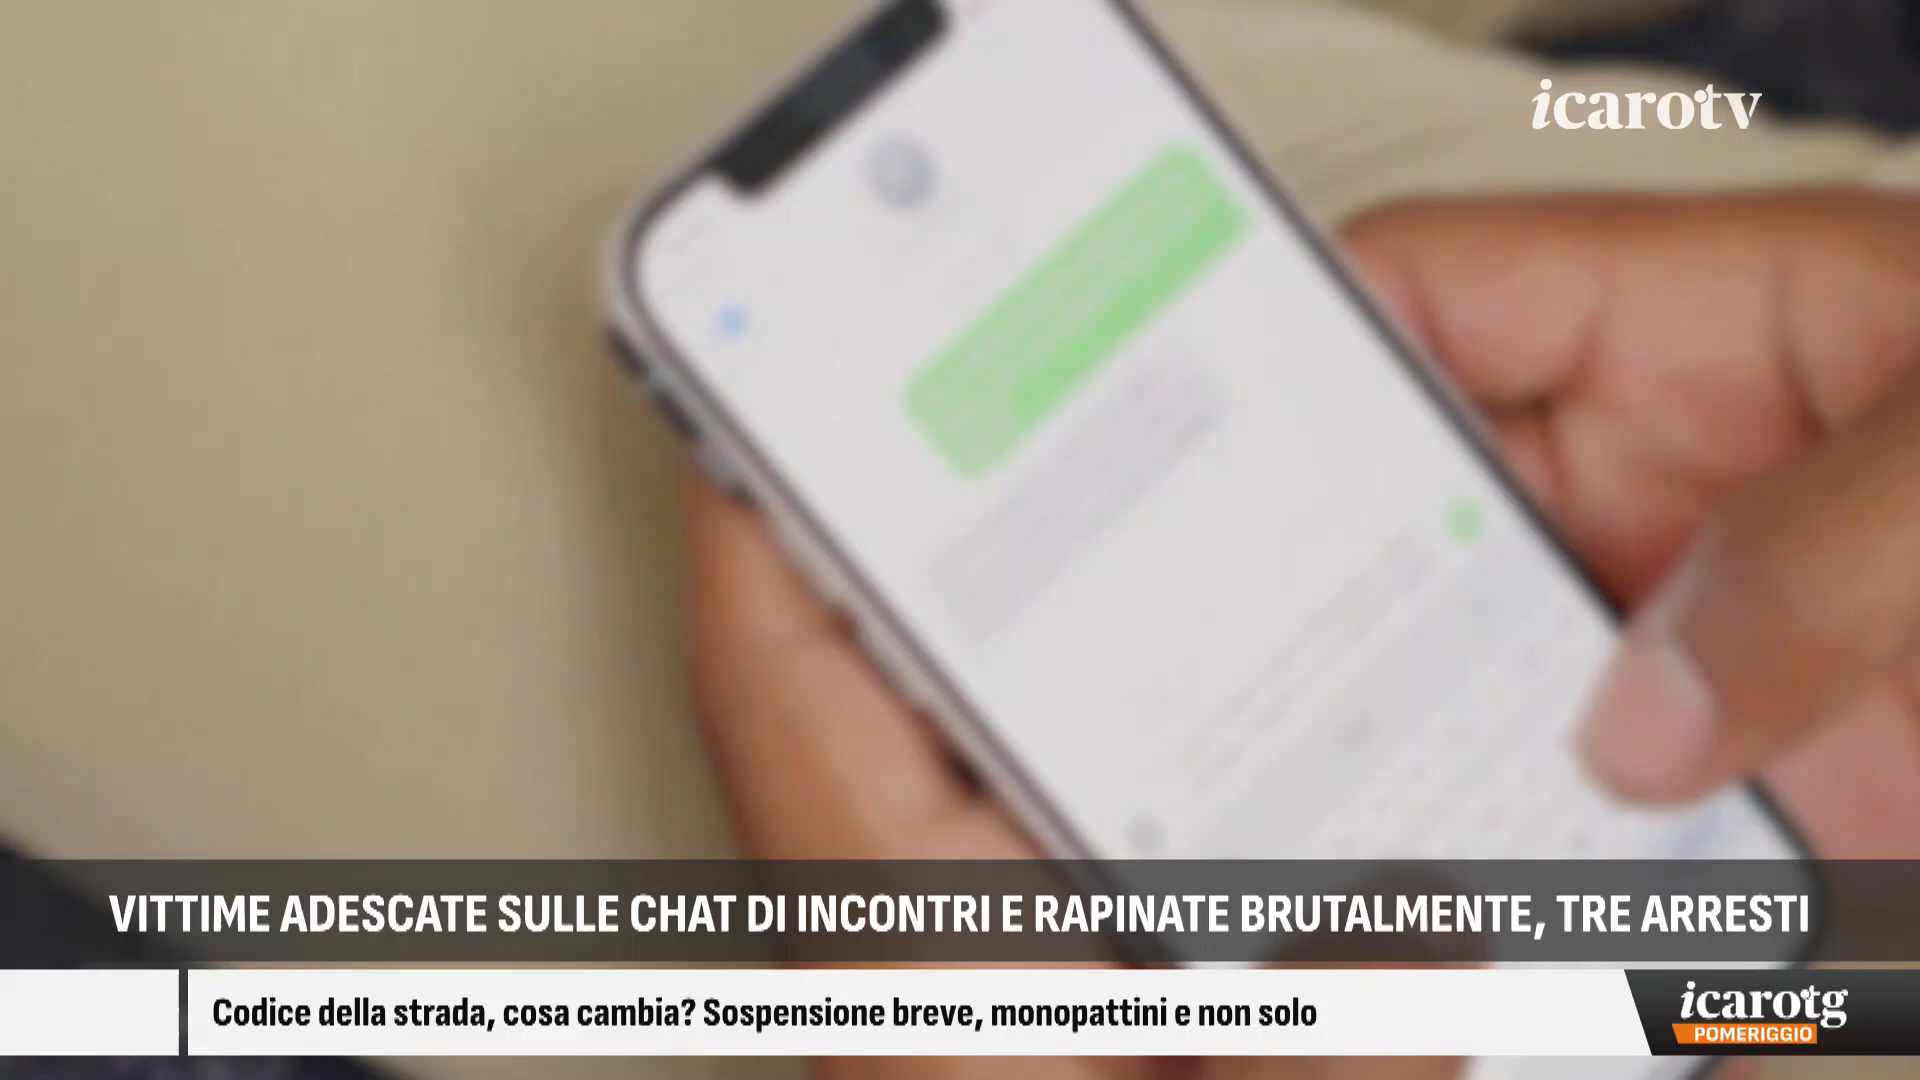 icarotv
VITTIME ADESCATE SULLE CHAT DI INCONTRI E RAPINATE BRUTALMENTE, TRE ARRESTI
Codice della strada, cosa cambia? Sospensione breve, monopattini e non solo
icarotg
POMERIGGIO